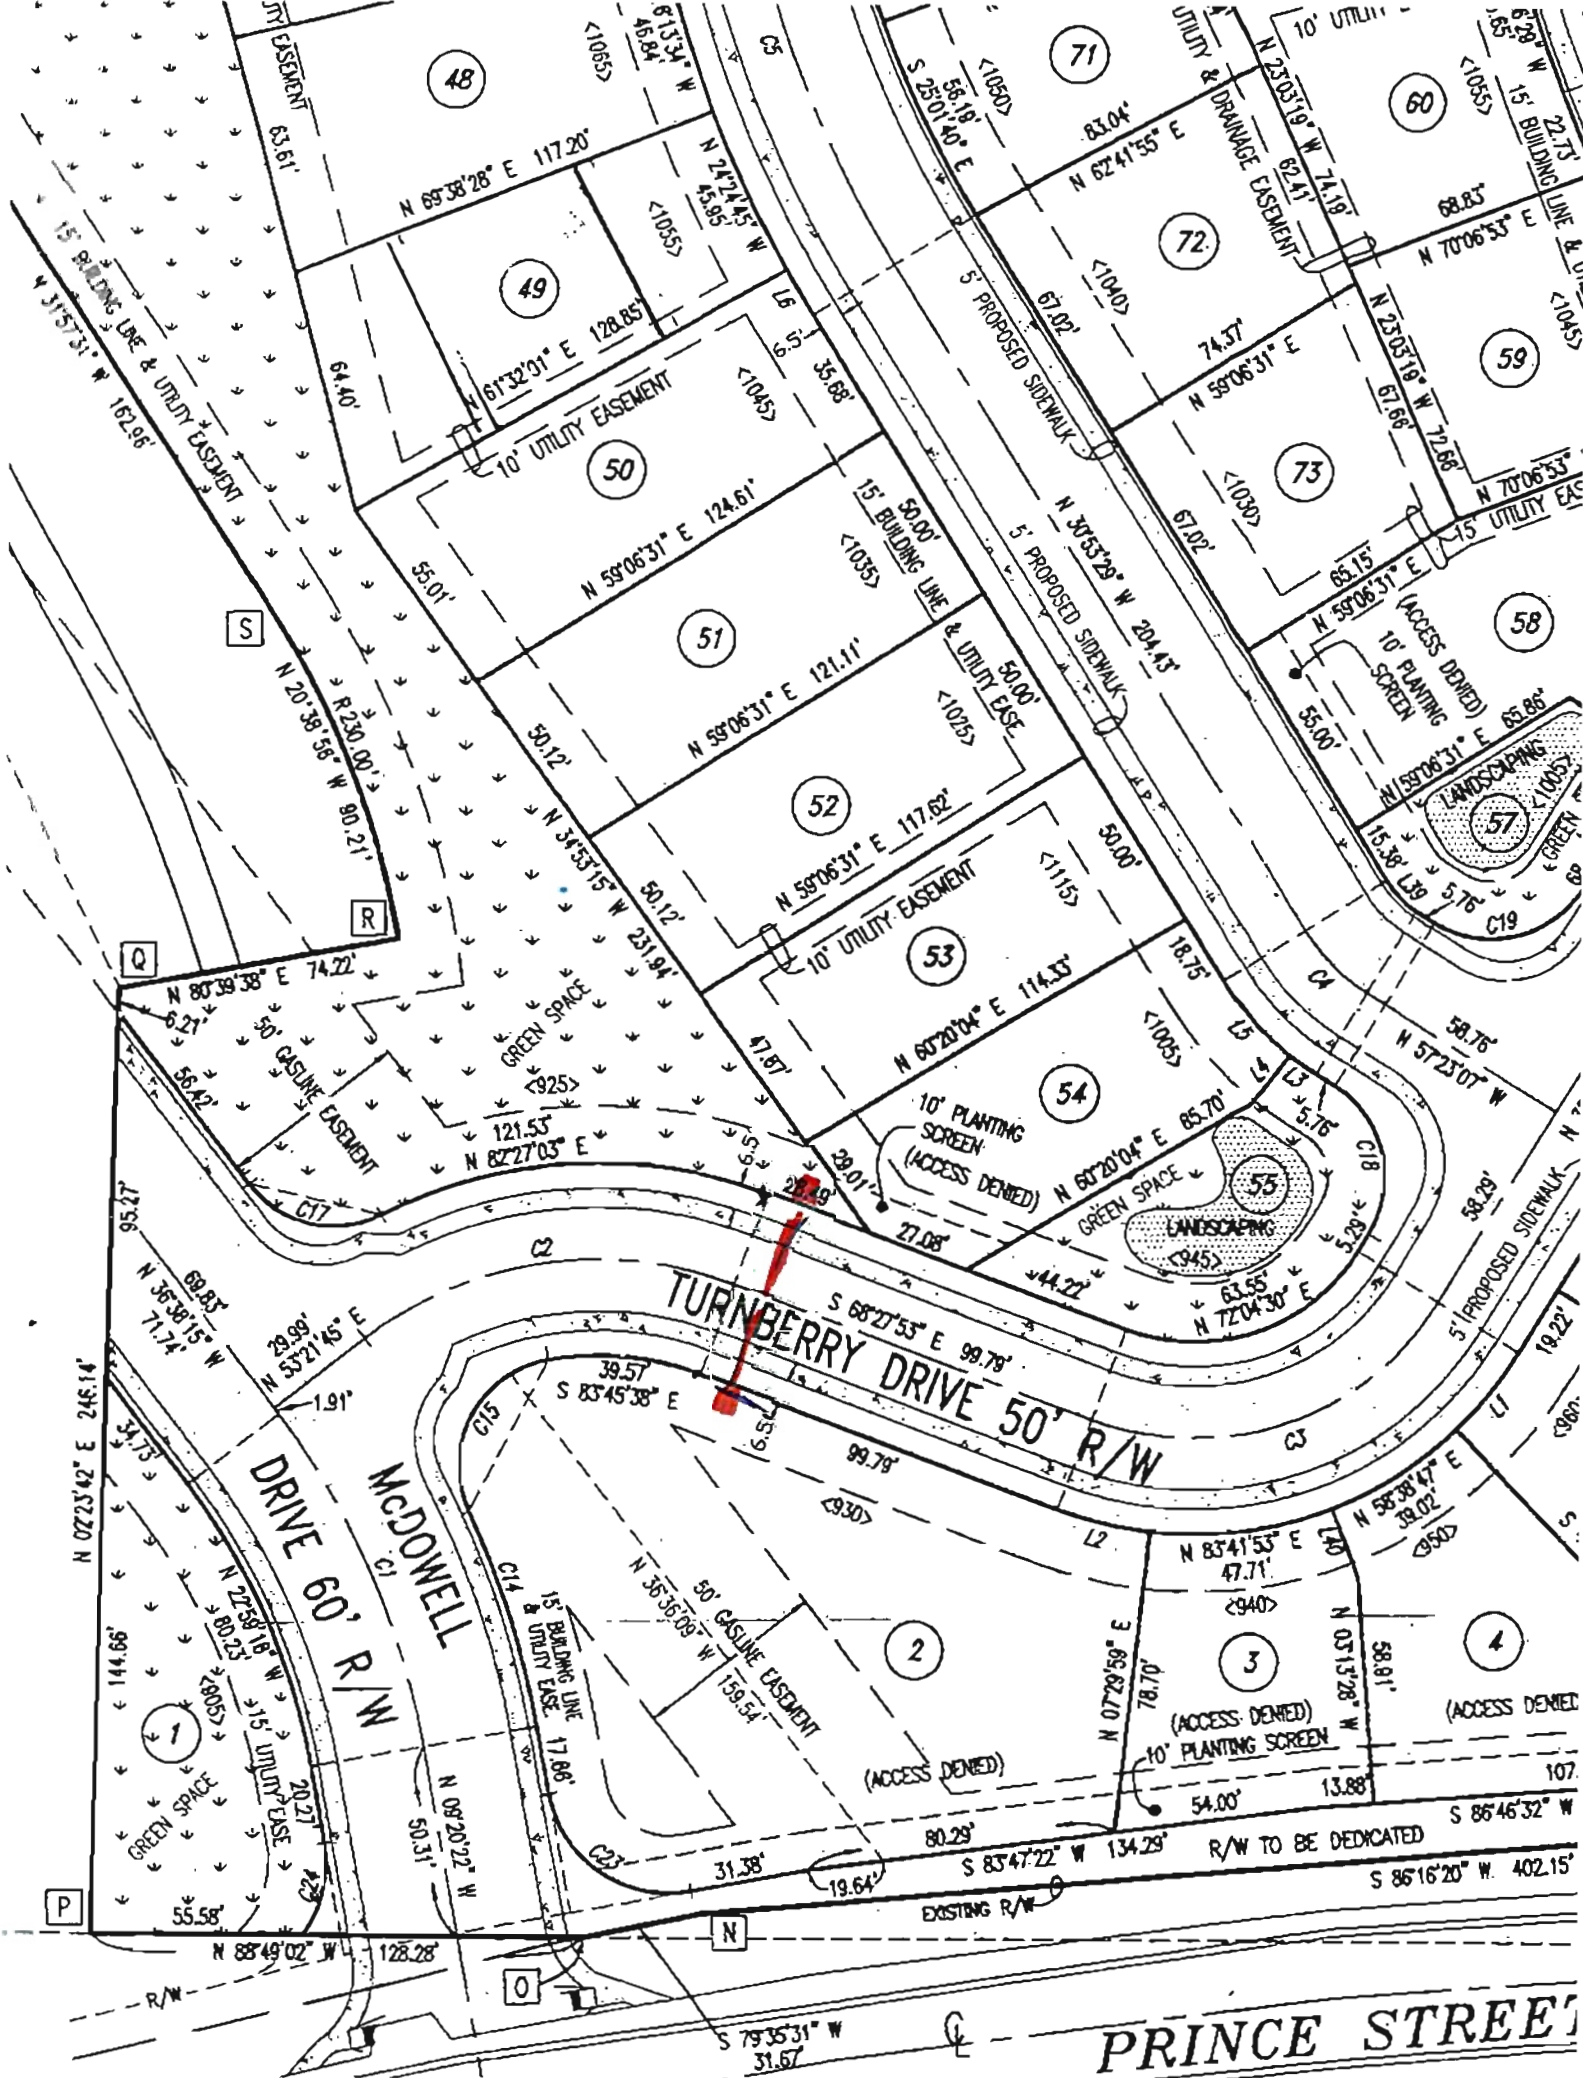 UTILITY EASEMENT
48
<1065>
6°13'34" W
46.84'
C5
71
<1050>
S 25°01'40" E
56.19'
UTILITY & DRAINAGE EASEMENT
N 23°03'19" W 74.19'
62.41'
10' UTILITY
60
<1055>
15' BUILDING LINE &
22.73'
63.61'
N 69°38'28" E 117.20'
N 24°24'45" W
45.95'
<1055>
83.04'
N 62°41'55" E
68.83'
N 70°06'53" E
15' BUILDING LINE & UTILITY EASEMENT
N 31°57'31" W 162.96'
49
L6
6.5'
35.68'
72
<1040>
67.02'
5' PROPOSED SIDEWALK
<1045>
59
64.40'
N 61°32'01" E 128.85'
10' UTILITY EASEMENT
<1045>
50
74.37'
N 59°06'31" E
N 23°03'19" W 72.66'
67.66'
N 70°06'53"
15' UTILITY EAS
73
<1030>
67.02'
55.01'
N 59°06'31" E 124.61'
15' BUILDING LINE & UTILITY EASE.
50.00'
<1035>
N 30°53'29" W 204.43'
5' PROPOSED SIDEWALK
65.15'
N 59°06'31" E
(ACCESS DENIED)
10' PLANTING
SCREEN
58
S
51
N 20°38'58" W 90.21'
R 230.00'
50.12'
N 59°06'31" E 121.11'
50.00'
<1025>
55.00'
N 59°06'31" E 65.86'
LANDSCAPING
57
<1005>
GREEN
52
N 34°53'15" W 231.94'
50.12'
N 59°06'31" E 117.62'
50.00'
<1115>
15.38'
L39
5.76'
C19
10' UTILITY EASEMENT
53
R
Q
N 80°39'38" E 74.22'
6.21'
50' GASLINE EASEMENT
GREEN SPACE
<925>
47.87'
N 60°20'04" E 114.33'
18.75'
C4
58.76'
N 57°23'07" W
56.42'
<1005>
L5
L4
L3
54
10' PLANTING
SCREEN
(ACCESS DENIED)
121.53'
N 82°27'03" E
6.5'
29.01'
N 60°20'04" E 85.70'
5.76'
C18
55
GREEN SPACE
LANDSCAPING
<945>
58.29'
5' PROPOSED SIDEWALK
95.27'
C17
27.08'
44.22'
63.55'
N 72°04'30" E
5.29'
C2
N 36°38'15" W
69.83'
71.74'
29.99'
N 53°21'45" E
1.91'
TURNBERRY DRIVE 50' R/W
S 68°27'53" E 99.79'
19.22'
39.57'
S 83°45'38" E
C15
6.5'
99.79'
C3
L1
N 02°23'42" E 246.14'
34.73'
McDOWELL
DRIVE 60' R/W
C1
<930>
L2
N 83°41'53" E
47.71'
L40
N 58°38'47" E
39.02'
<950>
N 22°59'18" W
80.23'
C14
15' BUILDING LINE
& UTILITY EASE.
N 36°36'09" W 159.54'
50' GASLINE EASEMENT
2
N 07°29'59" E
78.70'
<940>
3
N 03°13'28" W
58.91'
4
(ACCESS DENIED)
10' PLANTING SCREEN
(ACCESS DENIED
144.66'
1
<905>
15' UTILITY EASE
GREEN SPACE
20.27'
17.86'
(ACCESS DENIED)
N 09°20'22" W
50.31'
C23
31.38'
19.64'
80.29'
54.00'
13.88'
107.
S 83°47'22" W 134.29'
R/W TO BE DEDICATED
S 86°46'32" W
P
55.58'
N 88°49'02" W 128.28'
N
EXISTING R/W
S 86°16'20" W 402.15'
O
R/W
S 79°35'31" W
31.67'
PRINCE STREET